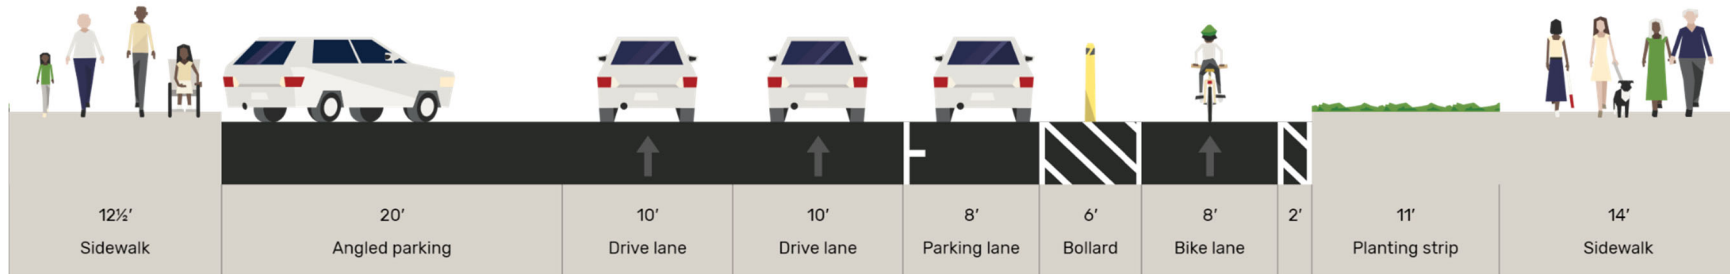 12½′
Sidewalk
20′
Angled parking
10′
Drive lane
10′
Drive lane
8′
Parking lane
6′
Bollard
8′
Bike lane
2′
11′
Planting strip
14′
Sidewalk